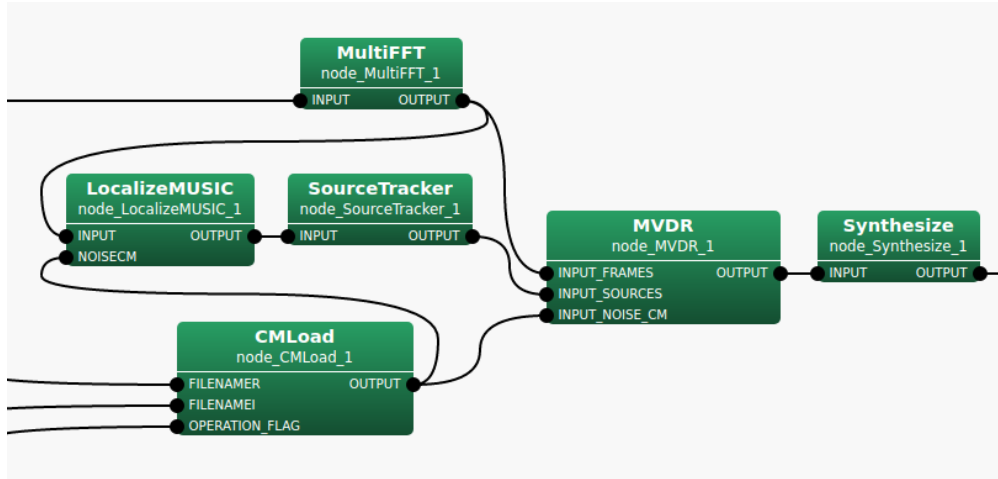 MultiFFT
node_MultiFFT_1
INPUT OUTPUT
LocalizeMUSIC
node_LocalizeMUSIC_1
INPUT OUTPUT
NOISECM
SourceTracker
node_SourceTracker_1
INPUT OUTPUT
MVDR
node_MVDR_1
INPUT_FRAMES OUTPUT
INPUT_SOURCES
INPUT_NOISE_CM
Synthesize
node_Synthesize_1
INPUT OUTPUT
CMLoad
node_CMLoad_1
FILENAMER OUTPUT
FILENAMEI
OPERATION_FLAG